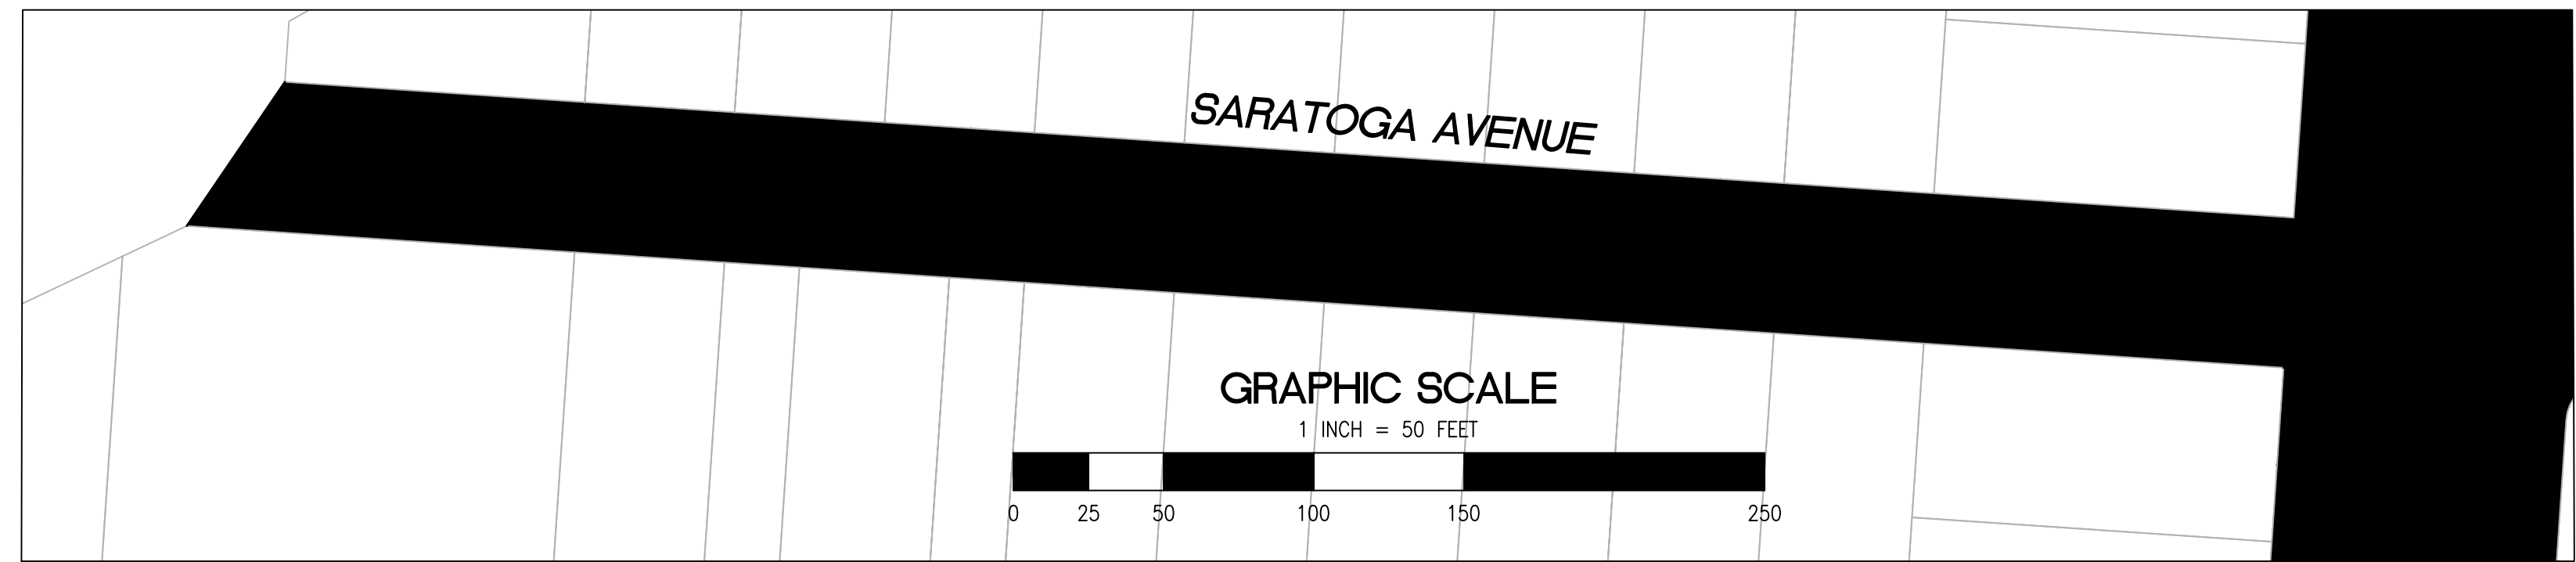 SARATOGA AVENUE
GRAPHIC SCALE
1 INCH = 50 FEET
0 25 50 100 150 250